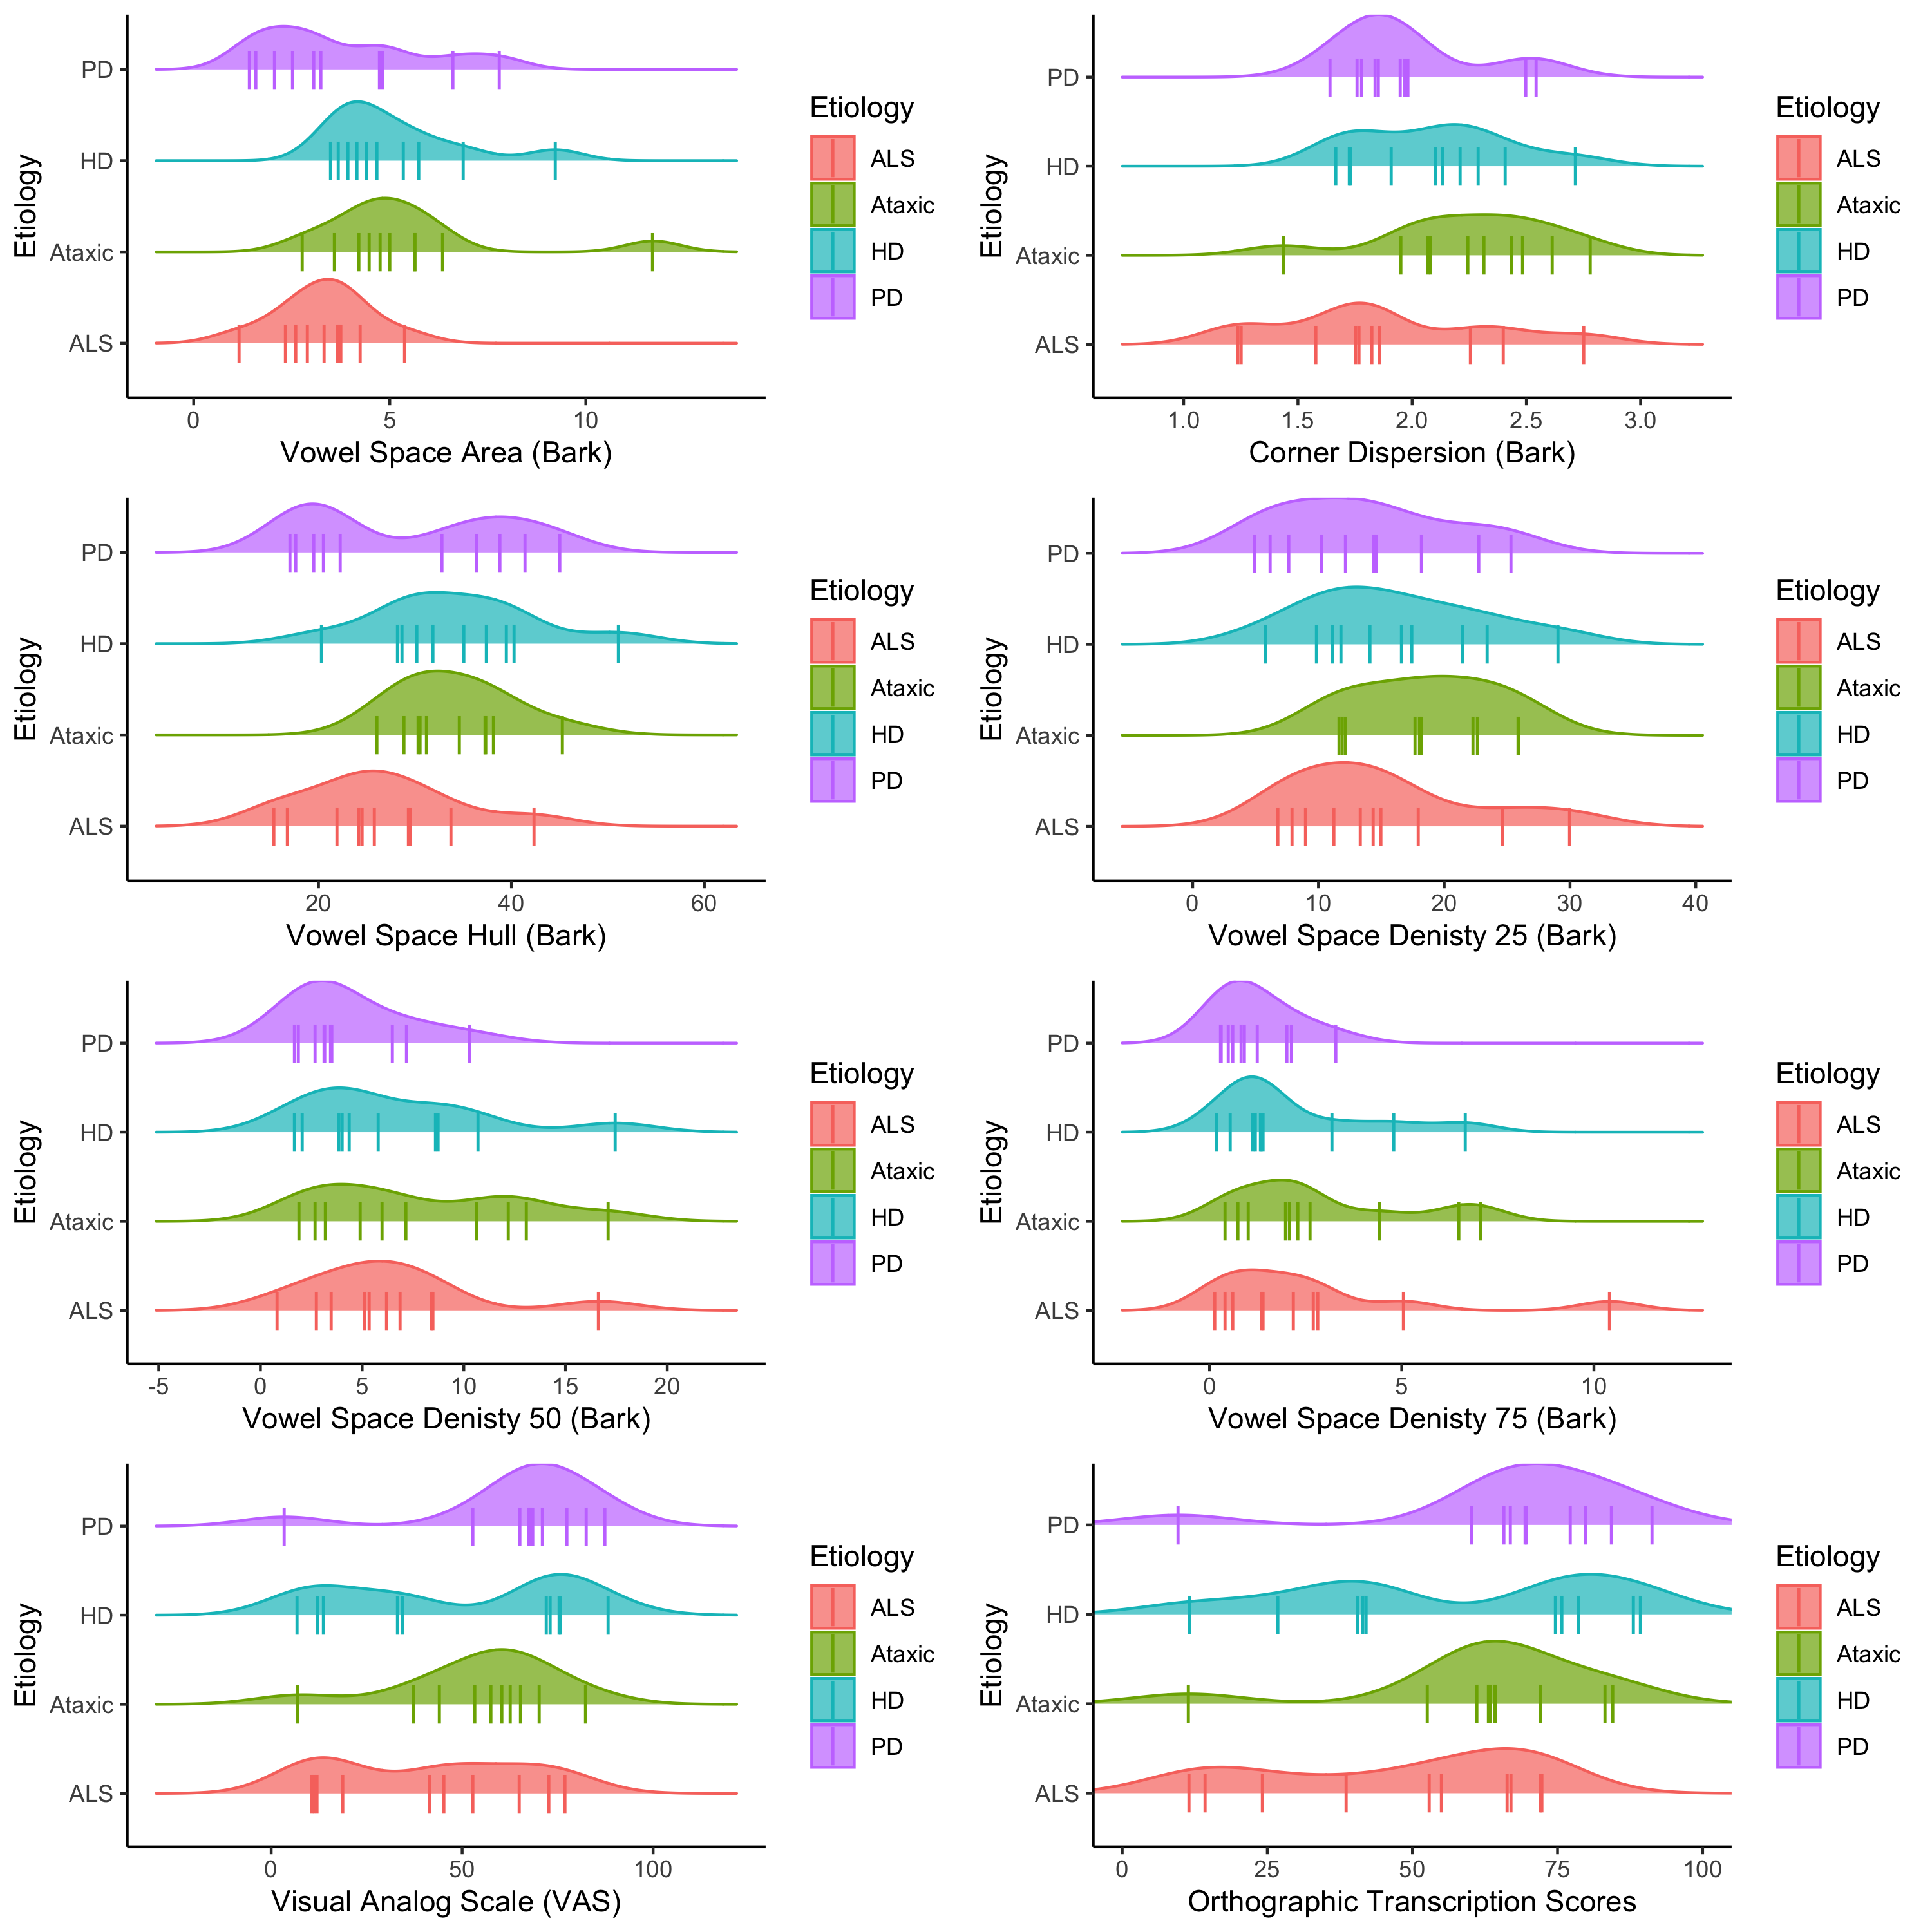 Etiology
PD
HD
Ataxic
ALS
0 5 10
Vowel Space Area (Bark)
Etiology
ALS
Ataxic
HD
PD
Etiology
PD
HD
Ataxic
ALS
1.0 1.5 2.0 2.5 3.0
Corner Dispersion (Bark)
Etiology
ALS
Ataxic
HD
PD
Etiology
PD
HD
Ataxic
ALS
20 40 60
Vowel Space Hull (Bark)
Etiology
ALS
Ataxic
HD
PD
Etiology
PD
HD
Ataxic
ALS
0 10 20 30 40
Vowel Space Denisty 25 (Bark)
Etiology
ALS
Ataxic
HD
PD
Etiology
PD
HD
Ataxic
ALS
-5 0 5 10 15 20
Vowel Space Denisty 50 (Bark)
Etiology
ALS
Ataxic
HD
PD
Etiology
PD
HD
Ataxic
ALS
0 5 10
Vowel Space Denisty 75 (Bark)
Etiology
ALS
Ataxic
HD
PD
Etiology
PD
HD
Ataxic
ALS
0 50 100
Visual Analog Scale (VAS)
Etiology
ALS
Ataxic
HD
PD
Etiology
PD
HD
Ataxic
ALS
0 25 50 75 100
Orthographic Transcription Scores
Etiology
ALS
Ataxic
HD
PD